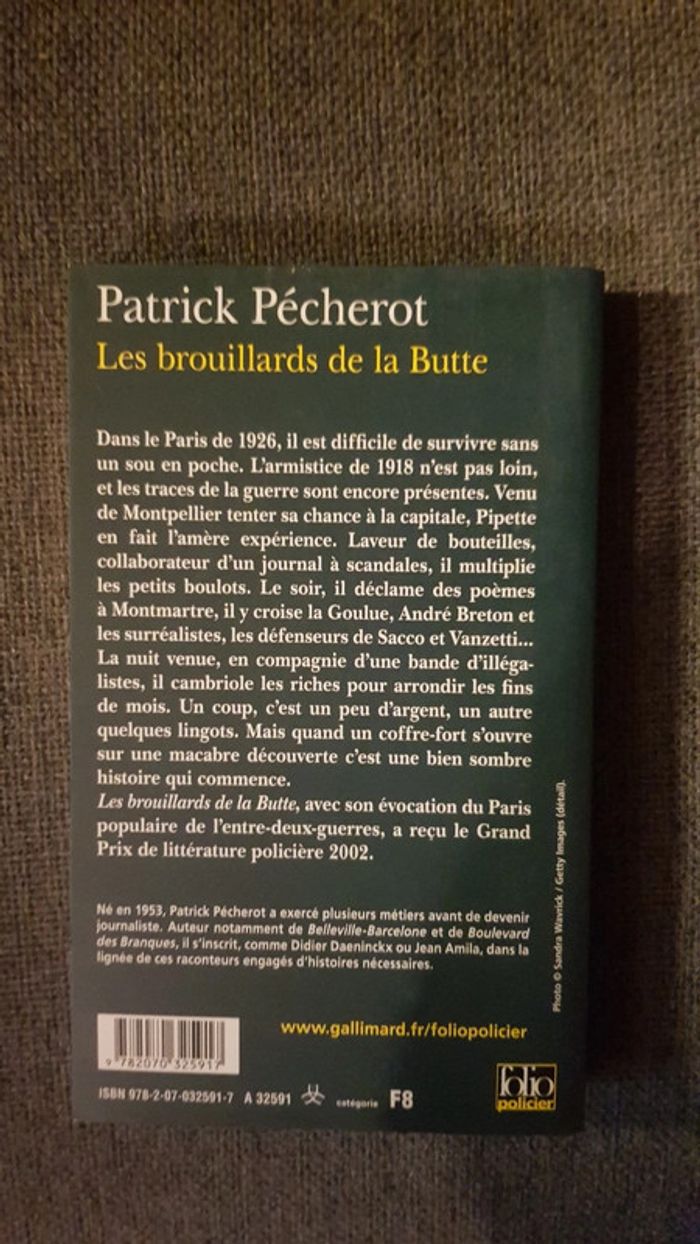 Patrick Pécherot
Les brouillards de la Butte
Dans le Paris de 1926, il est difficile de survivre sans
un sou en poche. L'armistice de 1918 n'est pas loin,
et les traces de la guerre sont encore présentes. Venu
de Montpellier tenter sa chance à la capitale, Pipette
en fait l'amère expérience. Laveur de bouteilles,
collaborateur d'un journal à scandales, il multiplie
les petits boulots. Le soir, il déclame des poèmes
à Montmartre, il y croise la Goulue, André Breton et
les surréalistes, les défenseurs de Sacco et Vanzetti...
La nuit venue, en compagnie d'une bande d'illéga-
listes, il cambriole les riches pour arrondir les fins
de mois. Un coup, c'est un peu d'argent, un autre
quelques lingots. Mais quand un coffre-fort s'ouvre
sur une macabre découverte c'est une bien sombre
histoire qui commence.
Les brouillards de la Butte, avec son évocation du Paris
populaire de l'entre-deux-guerres, a reçu le Grand
Prix de littérature policière 2002.
Né en 1953, Patrick Pécherot a exercé plusieurs métiers avant de devenir
journaliste. Auteur notamment de Belleville-Barcelone et de Boulevard
des Branques, il s'inscrit, comme Didier Daeninckx ou Jean Amila, dans la
lignée de ces raconteurs engagés d'histoires nécessaires.
Photo © Sandra Wavrick / Getty Images (détail).
www.gallimard.fr/foliopolicier
9 782070 325917
ISBN 978-2-07-032591-7 A 32591 catégorie F8
folio
policier